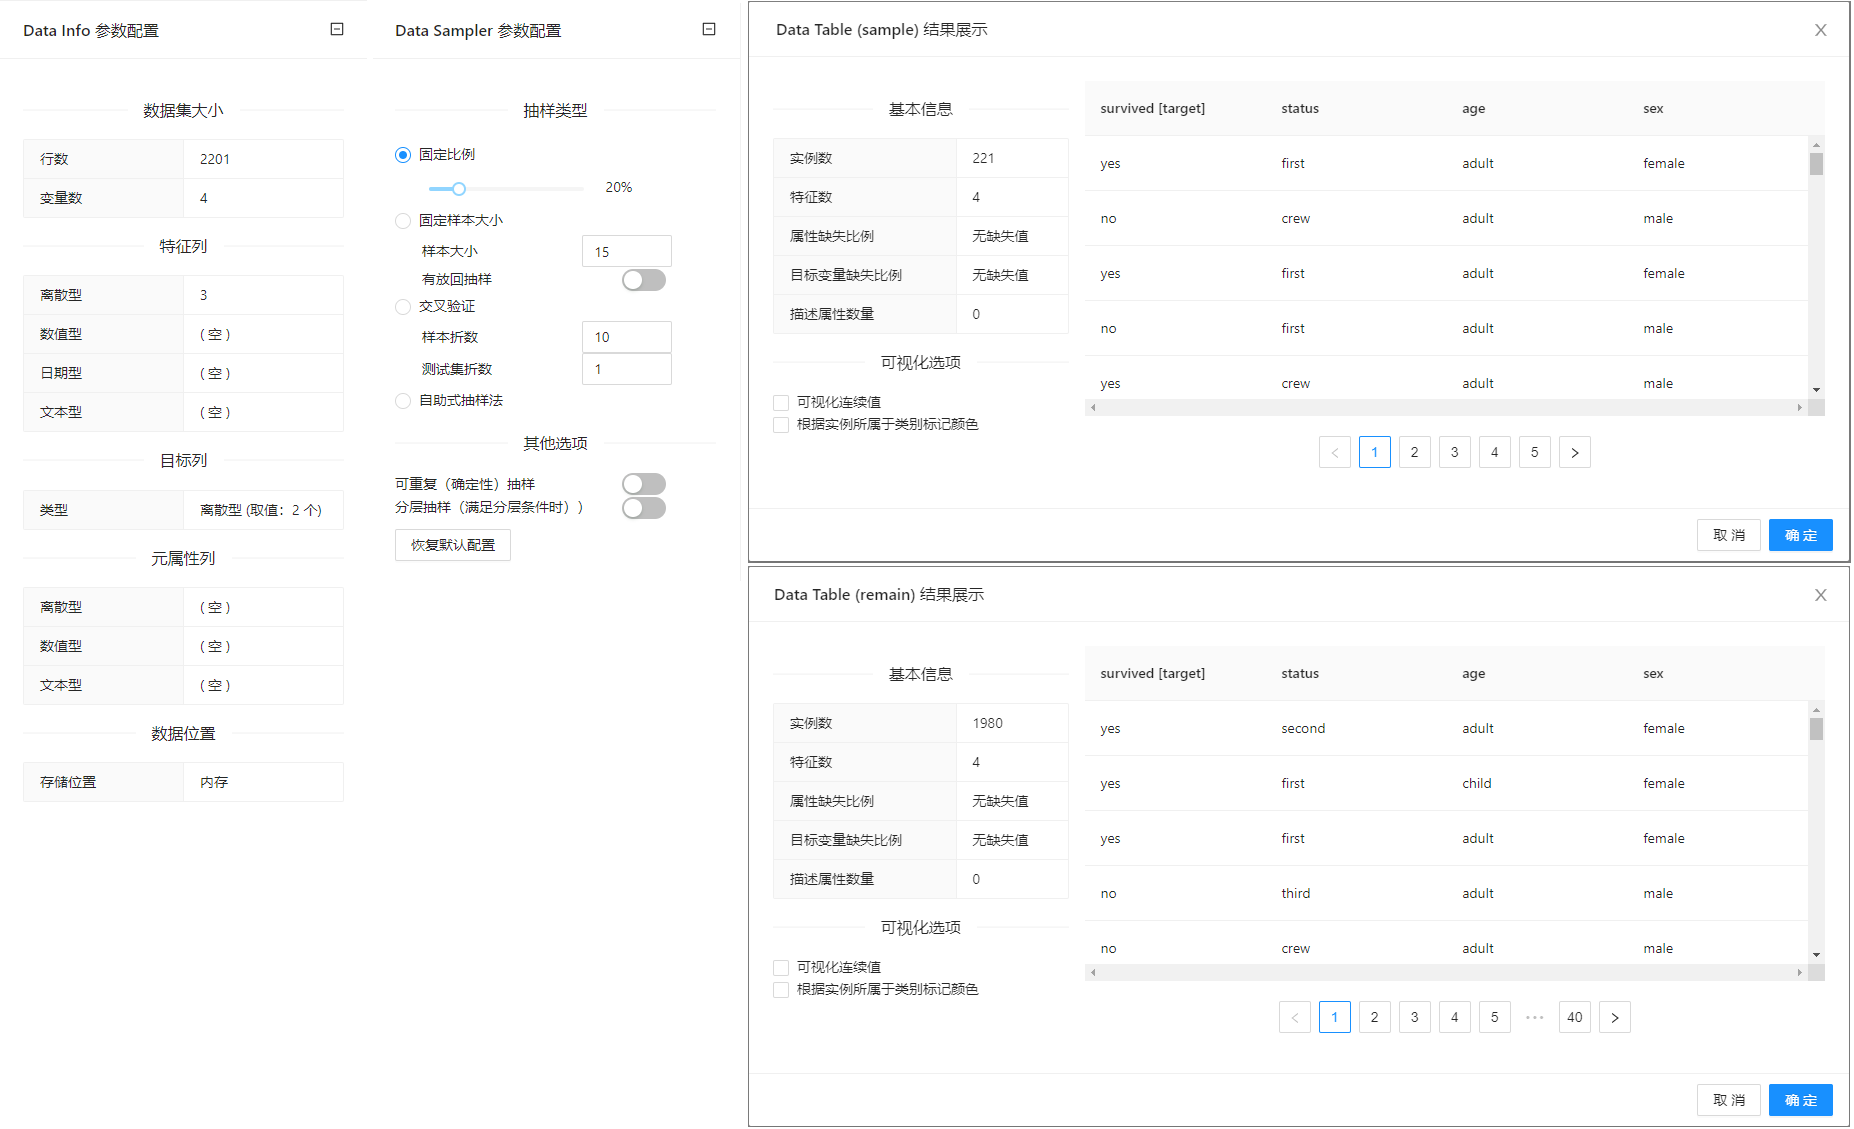 Data Info 参数配置
数据集大小
行数 2201
变量数 4
特征列
离散型 3
数值型 ( 空 )
日期型 ( 空 )
文本型 ( 空 )
目标列
类型 离散型 (取值：2 个)
元属性列
离散型 ( 空 )
数值型 ( 空 )
文本型 ( 空 )
数据位置
存储位置 内存
Data Sampler 参数配置
抽样类型
固定比例
20%
固定样本大小
样本大小 15
有放回抽样
交叉验证
样本折数 10
测试集折数 1
自助式抽样法
其他选项
可重复（确定性）抽样
分层抽样（满足分层条件时））
恢复默认配置
Data Table (sample) 结果展示 X
基本信息
实例数 221
特征数 4
属性缺失比例 无缺失值
目标变量缺失比例 无缺失值
描述属性数量 0
可视化选项
可视化连续值
根据实例所属于类别标记颜色
survived [target] status age sex
yes first adult female
no crew adult male
yes first adult female
no first adult male
yes crew adult male
< 1 2 3 4 5 >
取 消 确 定
Data Table (remain) 结果展示 X
基本信息
实例数 1980
特征数 4
属性缺失比例 无缺失值
目标变量缺失比例 无缺失值
描述属性数量 0
可视化选项
可视化连续值
根据实例所属于类别标记颜色
survived [target] status age sex
yes second adult female
yes first child female
yes first adult female
no third adult male
no crew adult male
< 1 2 3 4 5 ••• 40 >
取 消 确 定